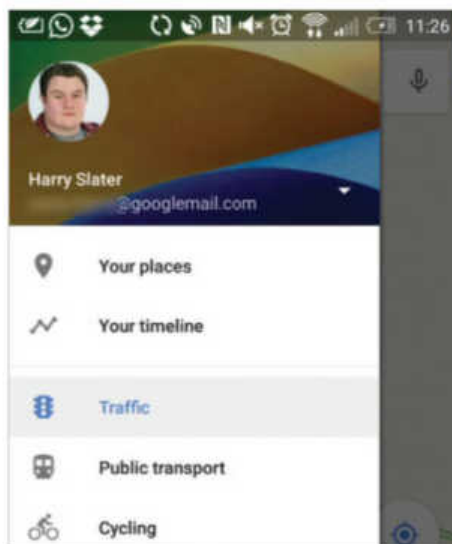 11:26
Harry Slater
@googlemail.com
Your places
Your timeline
Traffic
Public transport
Cycling